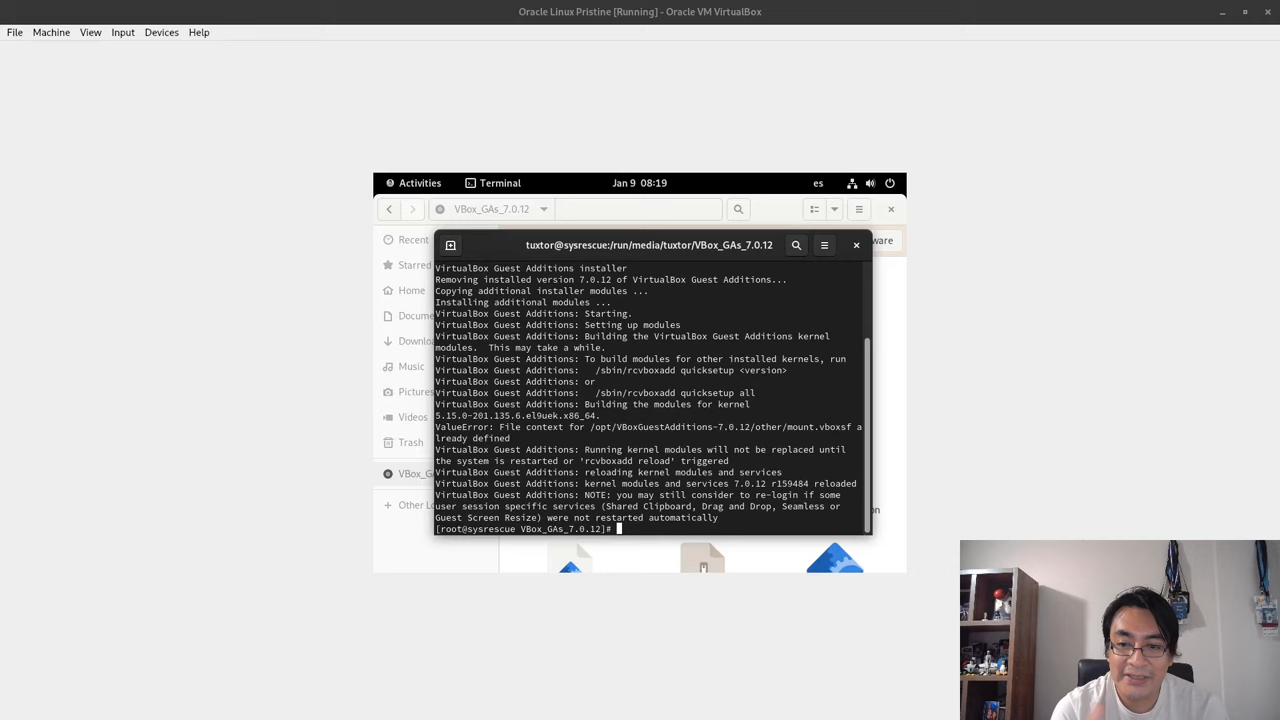 Oracle Linux Pristine [Running] - Oracle VM VirtualBox
File Machine View Input Devices Help
Activities Terminal Jan 9 08:19 es
VBox_GAs_7.0.12
tuxtor@sysrescue:/run/media/tuxtor/VBox_GAs_7.0.12
ware
Recent
Starred
Home
Docume
Downloa
Music
Pictures
Videos
Trash
VBox_GA
+ Other Lo
VirtualBox Guest Additions installer
Removing installed version 7.0.12 of VirtualBox Guest Additions...
Copying additional installer modules ...
Installing additional modules ...
VirtualBox Guest Additions: Starting.
VirtualBox Guest Additions: Setting up modules
VirtualBox Guest Additions: Building the VirtualBox Guest Additions kernel
modules.  This may take a while.
VirtualBox Guest Additions: To build modules for other installed kernels, run
VirtualBox Guest Additions:   /sbin/rcvboxadd quicksetup <version>
VirtualBox Guest Additions: or
VirtualBox Guest Additions:   /sbin/rcvboxadd quicksetup all
VirtualBox Guest Additions: Building the modules for kernel
5.15.0-201.135.6.el9uek.x86_64.
ValueError: File context for /opt/VBoxGuestAdditions-7.0.12/other/mount.vboxsf a
lready defined
VirtualBox Guest Additions: Running kernel modules will not be replaced until
the system is restarted or 'rcvboxadd reload' triggered
VirtualBox Guest Additions: reloading kernel modules and services
VirtualBox Guest Additions: kernel modules and services 7.0.12 r159484 reloaded
VirtualBox Guest Additions: NOTE: you may still consider to re-login if some
user session specific services (Shared Clipboard, Drag and Drop, Seamless or
Guest Screen Resize) were not restarted automatically
[root@sysrescue VBox_GAs_7.0.12]#